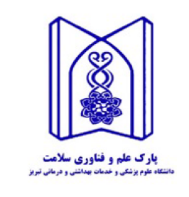 پارک علم و فناوری سلامت
دانشگاه علوم پزشکی و خدمات بهداشتی و درمانی تبریز